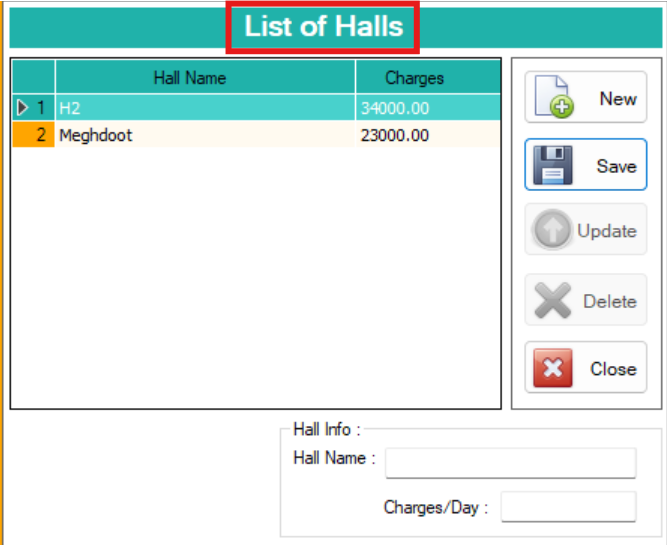 List of Halls
Hall Name Charges
1 H2 34000.00
2 Meghdoot 23000.00
New
Save
Update
Delete
Close
Hall Info :
Hall Name :
Charges/Day :